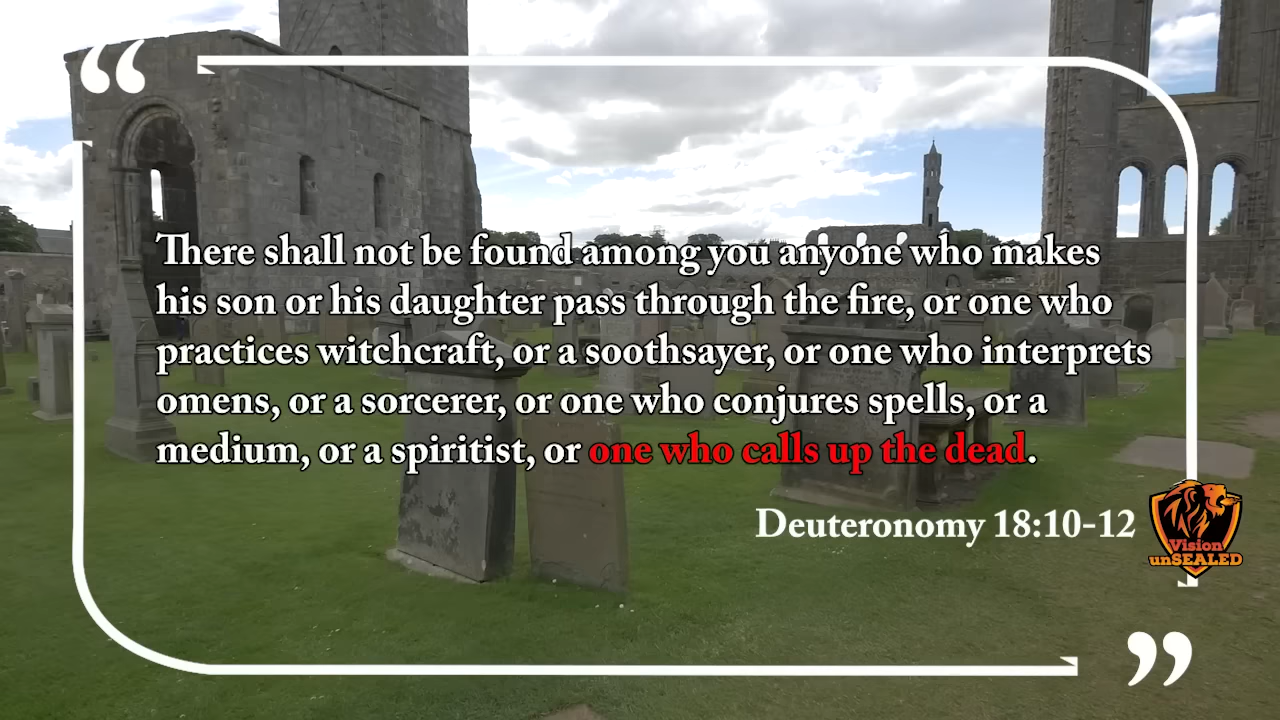 “
There shall not be found among you anyone who makes
his son or his daughter pass through the fire, or one who
practices witchcraft, or a soothsayer, or one who interprets
omens, or a sorcerer, or one who conjures spells, or a
medium, or a spiritist, or one who calls up the dead.
Deuteronomy 18:10-12
Vision
unSEALED
”